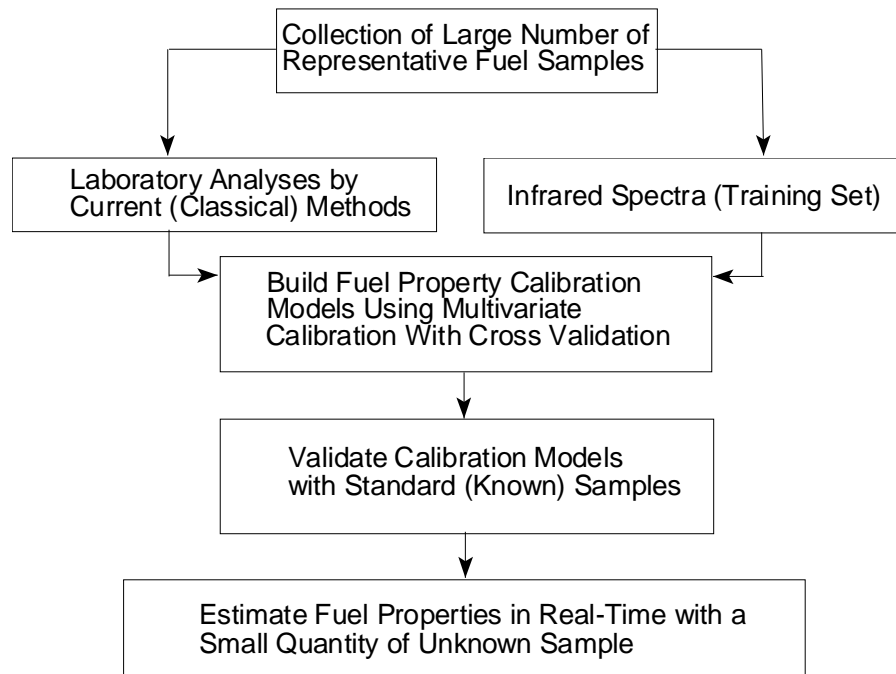 Collection of Large Number of
Representative Fuel Samples
Laboratory Analyses by
Current (Classical) Methods
Infrared Spectra (Training Set)
Build Fuel Property Calibration
Models Using Multivariate
Calibration With Cross Validation
Validate Calibration Models
with Standard (Known) Samples
Estimate Fuel Properties in Real-Time with a
Small Quantity of Unknown Sample